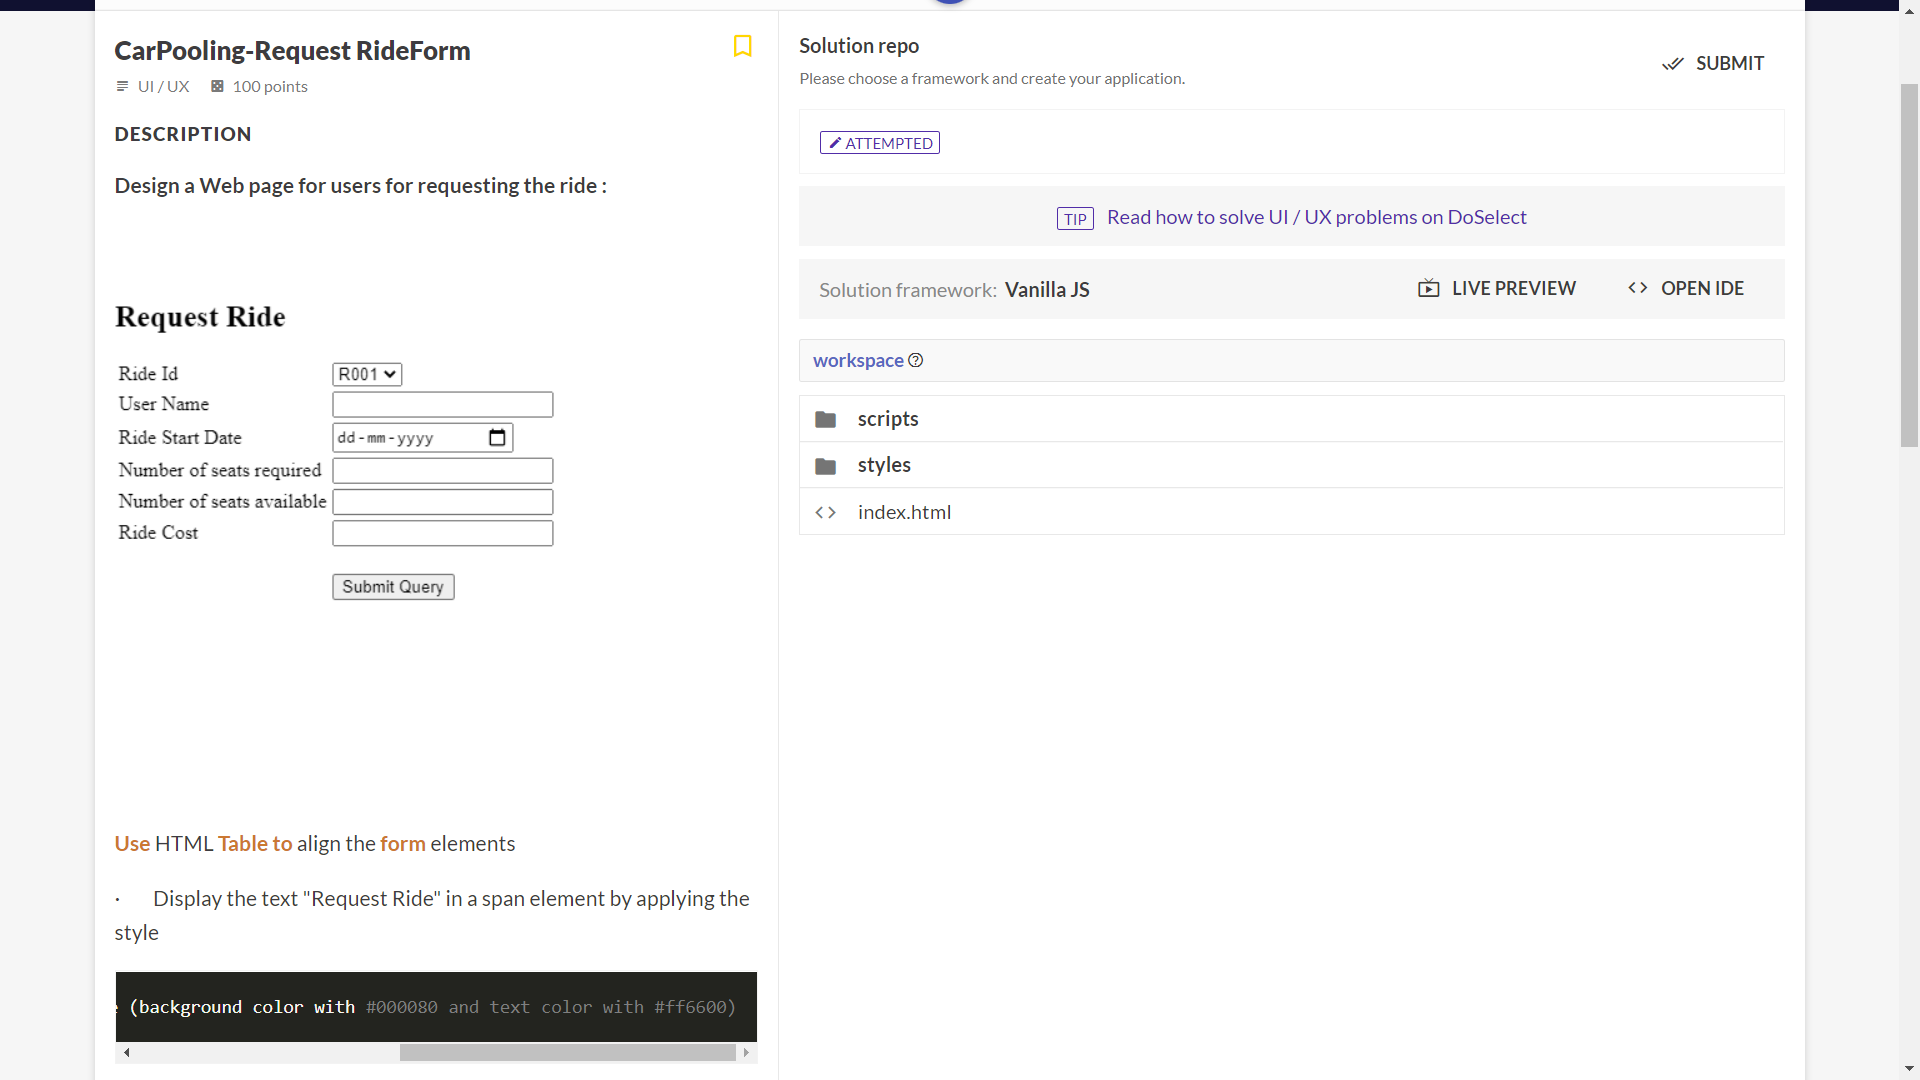 CarPooling-Request RideForm
UI / UX 100 points
DESCRIPTION
Design a Web page for users for requesting the ride :
Request Ride
Ride Id R001
User Name
Ride Start Date dd-mm-yyyy
Number of seats required
Number of seats available
Ride Cost
Submit Query
Use HTML Table to align the form elements
· Display the text "Request Ride" in a span element by applying the
style
(background color with #000080 and text color with #ff6600)
Solution repo
Please choose a framework and create your application.
SUBMIT
ATTEMPTED
TIP Read how to solve UI / UX problems on DoSelect
Solution framework: Vanilla JS LIVE PREVIEW OPEN IDE
workspace
scripts
styles
index.html